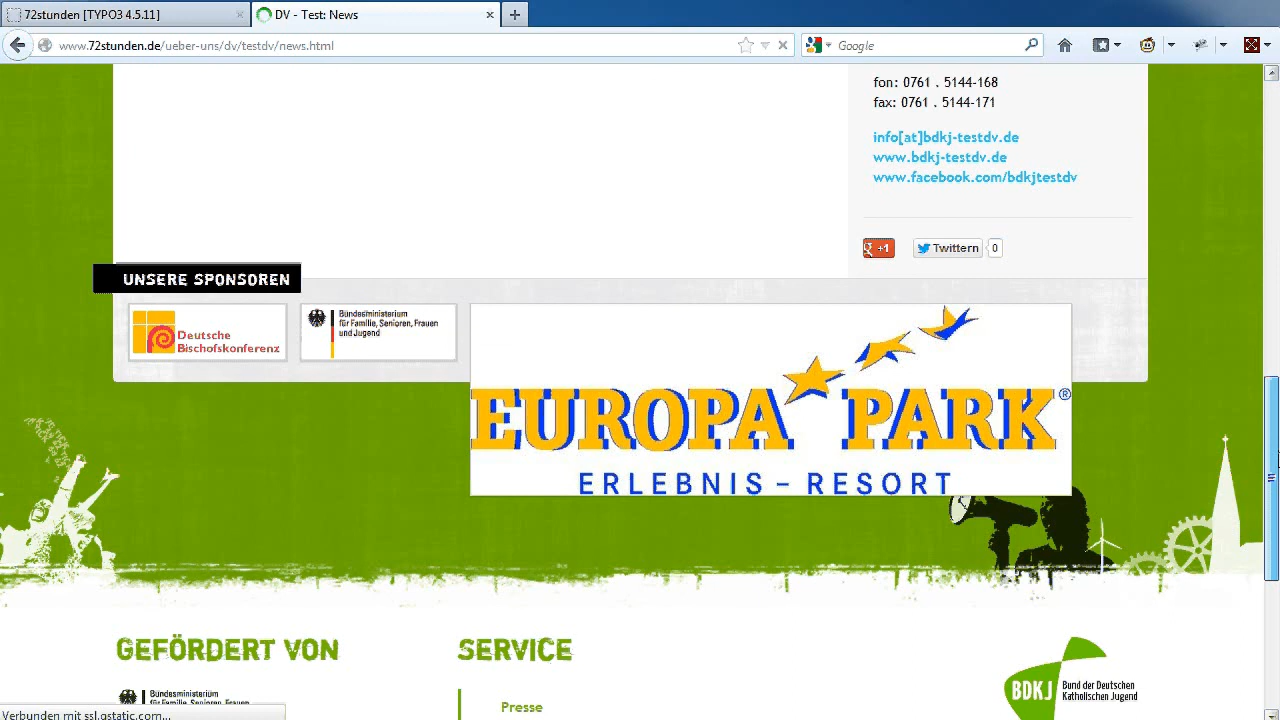 72stunden [TYPO3 4.5.11]
DV - Test: News
www.72stunden.de/ueber-uns/dv/testdv/news.html
Google
fon: 0761 . 5144-168
fax: 0761 . 5144-171
info[at]bdkj-testdv.de
www.bdkj-testdv.de
www.facebook.com/bdkjtestdv
g +1
Twittern 0
UNSERE SPONSOREN
Deutsche
Bischofskonferenz
Bundesministerium
für Familie, Senioren, Frauen
und Jugend
EUROPA PARK®
ERLEBNIS – RESORT
GEFÖRDERT VON
SERVICE
Bundesministerium
für Familie, Senioren, Frauen
Presse
BDKJ
Bund der Deutschen
Katholischen Jugend
Verbunden mit ssl.gstatic.com...